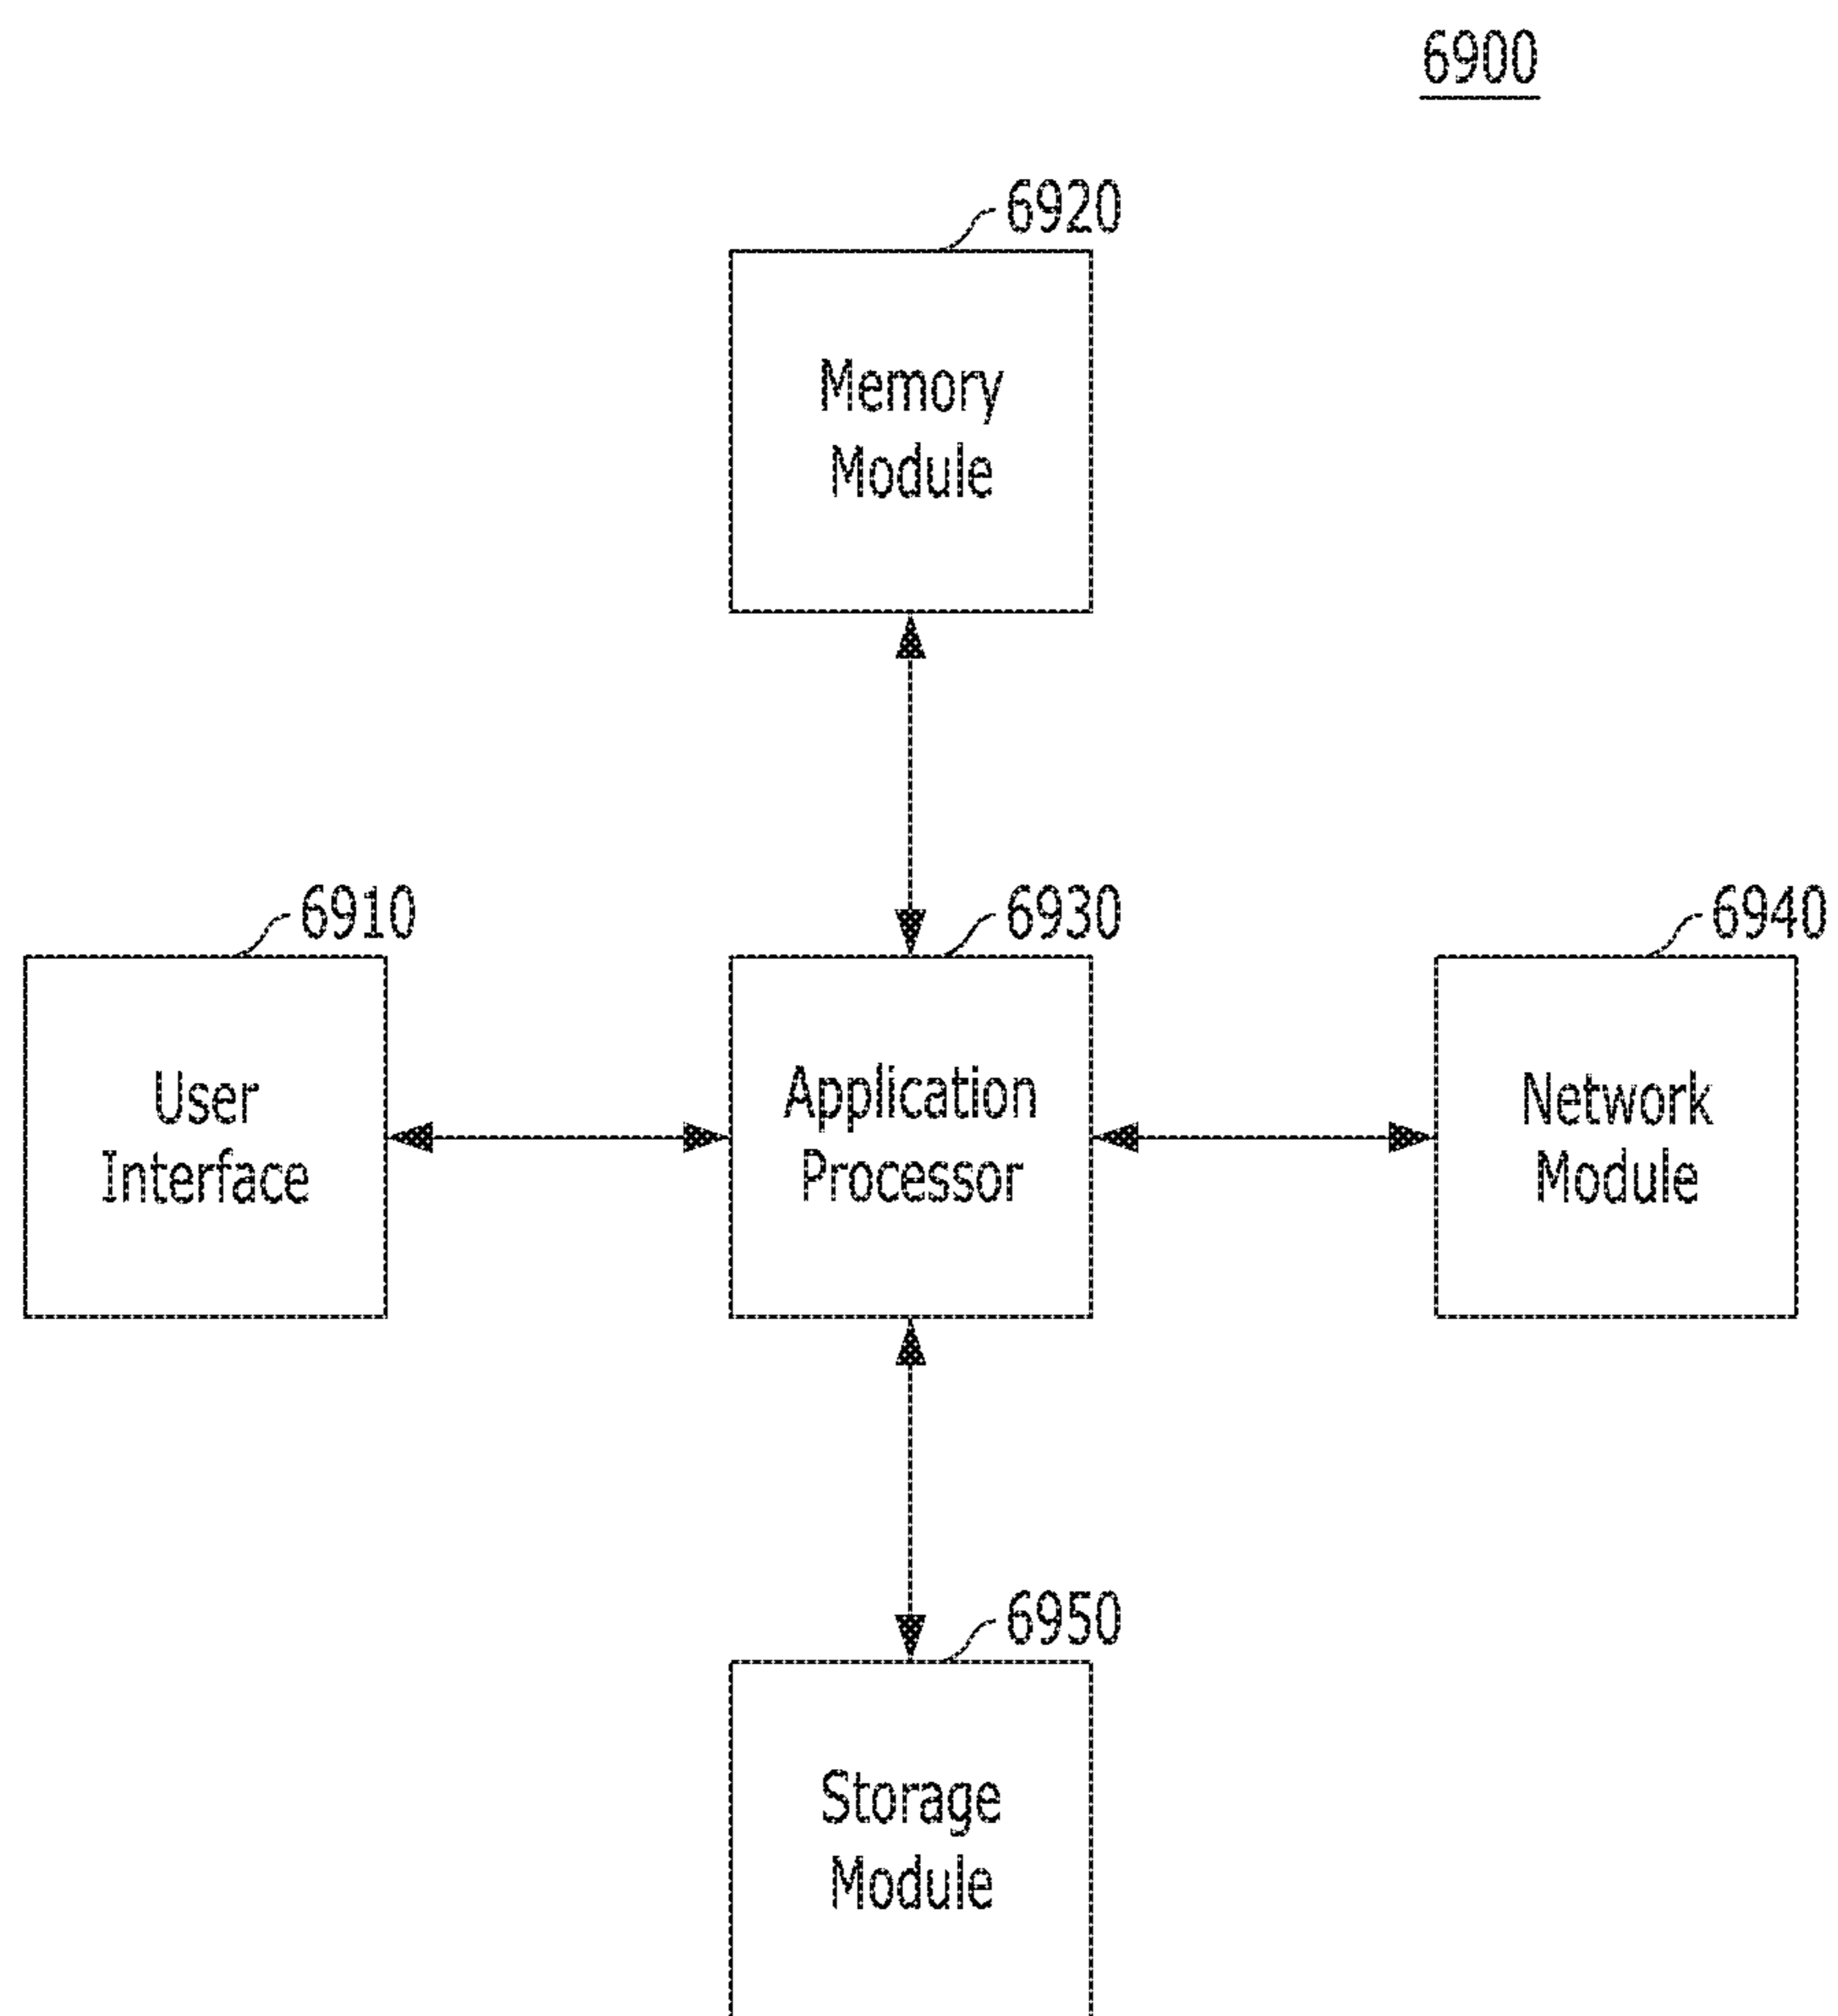 6900
6920
Memory
Module
6910
6930
6940
User
Interface
Application
Processor
Network
Module
6950
Storage
Module